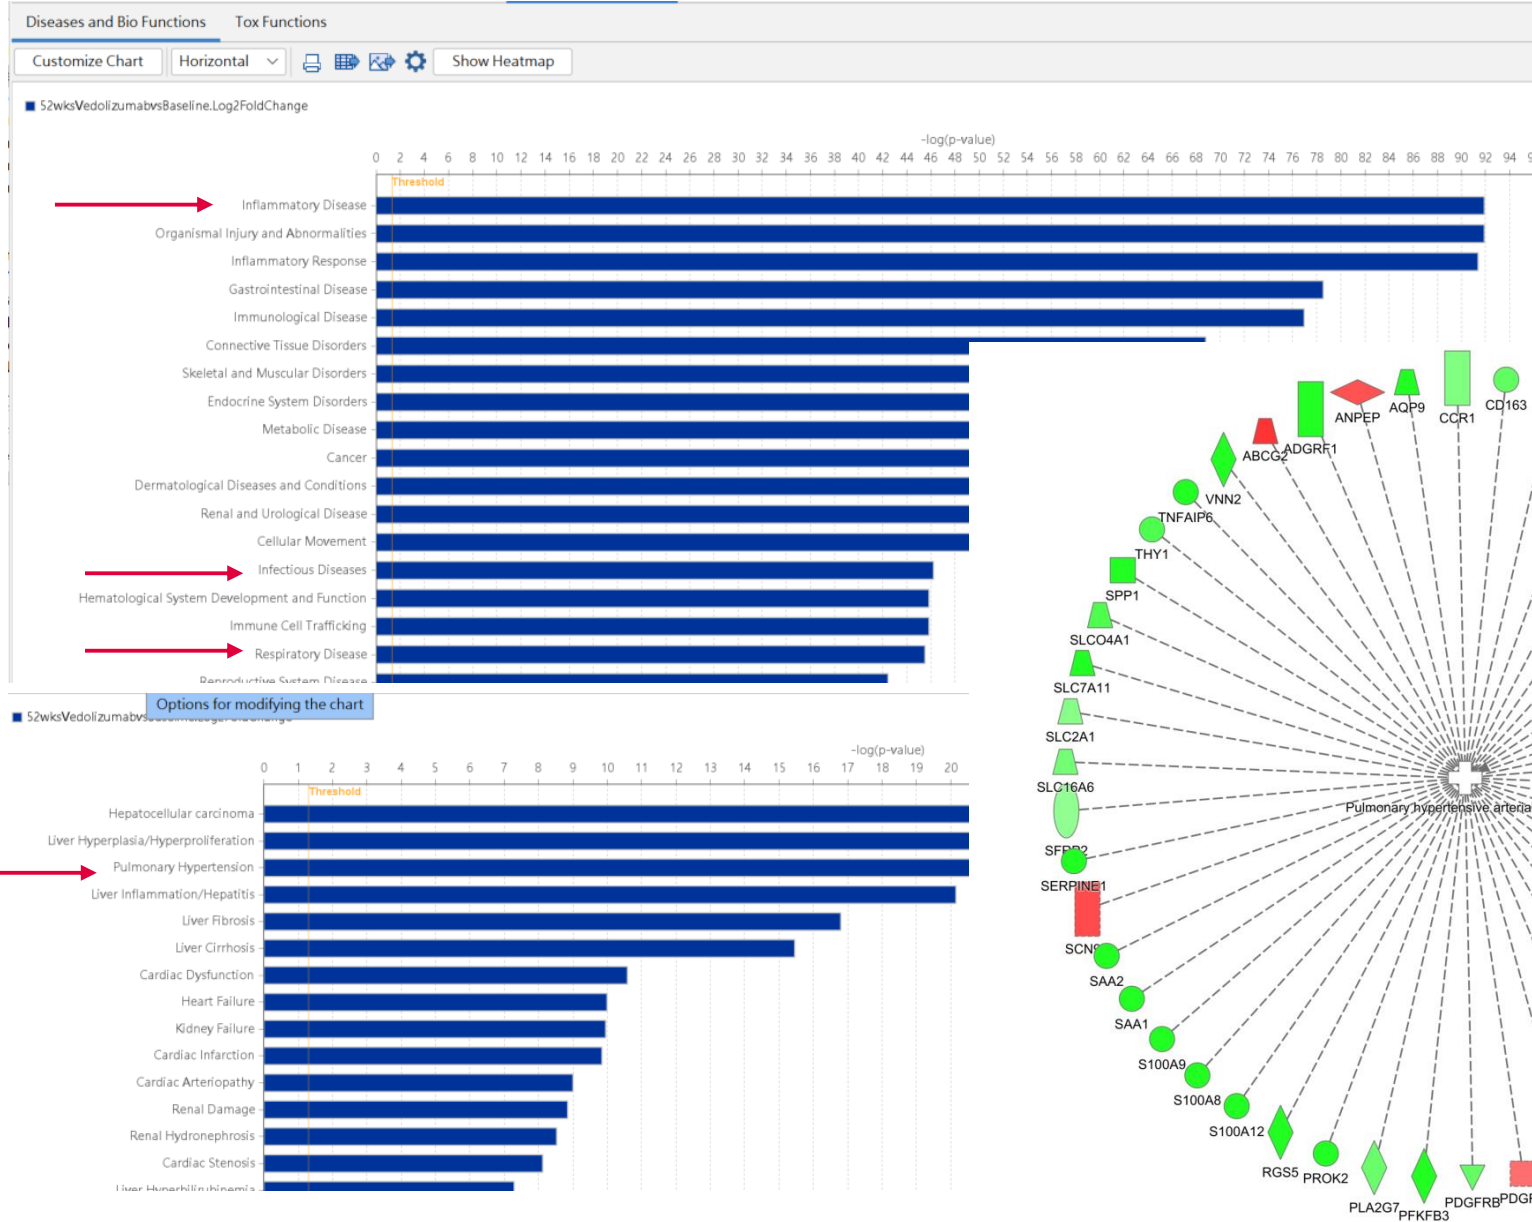 Diseases and Bio Functions Tox Functions
Customize Chart Horizontal Show Heatmap
52wksVedolizumabvsBaseline.Log2FoldChange
-log(p-value)
0 2 4 6 8 10 12 14 16 18 20 22 24 26 28 30 32 34 36 38 40 42 44 46 48 50 52 54 56 58 60 62 64 66 68 70 72 74 76 78 80 82 84 86 88 90 92 94
Threshold
Inflammatory Disease
Organismal Injury and Abnormalities
Inflammatory Response
Gastrointestinal Disease
Immunological Disease
Connective Tissue Disorders
Skeletal and Muscular Disorders
Endocrine System Disorders
Metabolic Disease
Cancer
Dermatological Diseases and Conditions
Renal and Urological Disease
Cellular Movement
Infectious Diseases
Hematological System Development and Function
Immune Cell Trafficking
Respiratory Disease
Reproductive System Disease
Options for modifying the chart
-log(p-value)
0 1 2 3 4 5 6 7 8 9 10 11 12 13 14 15 16 17 18 19 20
Threshold
Hepatocellular carcinoma
Liver Hyperplasia/Hyperproliferation
Pulmonary Hypertension
Liver Inflammation/Hepatitis
Liver Fibrosis
Liver Cirrhosis
Cardiac Dysfunction
Heart Failure
Kidney Failure
Cardiac Infarction
Cardiac Arteriopathy
Renal Damage
Renal Hydronephrosis
Cardiac Stenosis
Liver Hyperbilirubinemia
CD163
CCR1
AQP9
ANPEP
ADGRF1
ABCG2
VNN2
TNFAIP6
THY1
SPP1
SLCO4A1
SLC7A11
SLC2A1
SLC16A6
SFRP2
SERPINE1
SAA2
SAA1
S100A9
S100A8
S100A12
RGS5
PROK2
PLA2G7
PFKFB3
PDGFRB
Pulmonary hypertensive arteria